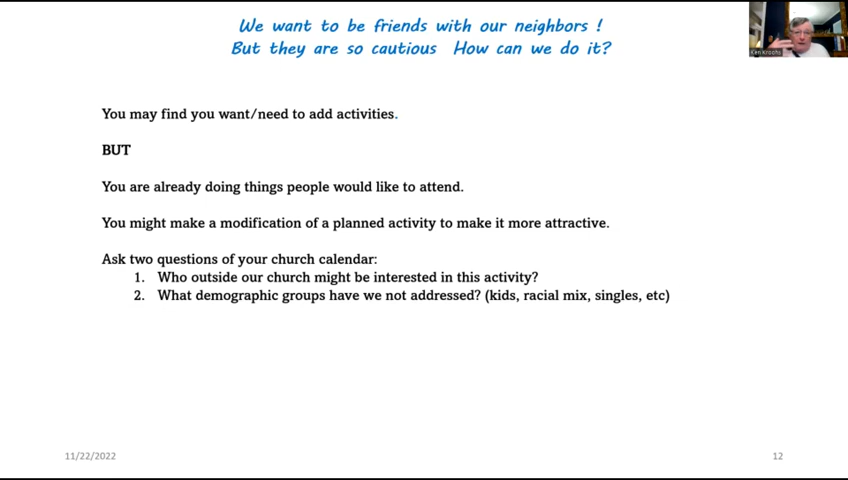 We want to be friends with our neighbors !
But they are so cautious How can we do it?
You may find you want/need to add activities.
BUT
You are already doing things people would like to attend.
You might make a modification of a planned activity to make it more attractive.
Ask two questions of your church calendar:
1. Who outside our church might be interested in this activity?
2. What demographic groups have we not addressed? (kids, racial mix, singles, etc)
11/22/2022
12